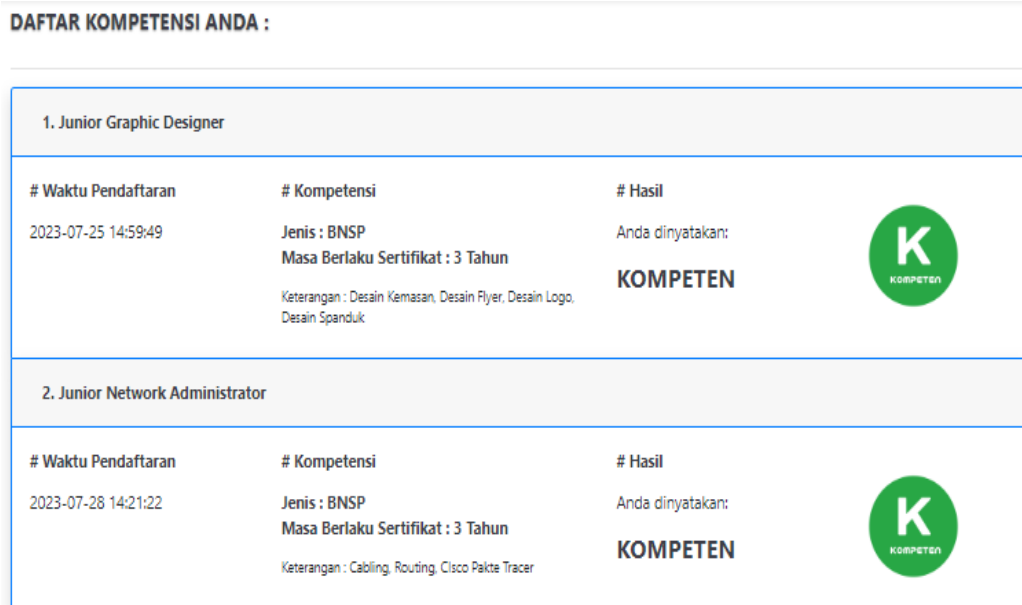 DAFTAR KOMPETENSI ANDA :
1. Junior Graphic Designer
# Waktu Pendaftaran
2023-07-25 14:59:49
# Kompetensi
Jenis : BNSP
Masa Berlaku Sertifikat : 3 Tahun
Keterangan : Desain Kemasan, Desain Flyer, Desain Logo,
Desain Spanduk
# Hasil
Anda dinyatakan:
KOMPETEN
K
KOMPETEN
2. Junior Network Administrator
# Waktu Pendaftaran
2023-07-28 14:21:22
# Kompetensi
Jenis : BNSP
Masa Berlaku Sertifikat : 3 Tahun
Keterangan : Cabling, Routing, CIsco Pakte Tracer
# Hasil
Anda dinyatakan:
KOMPETEN
K
KOMPETEN